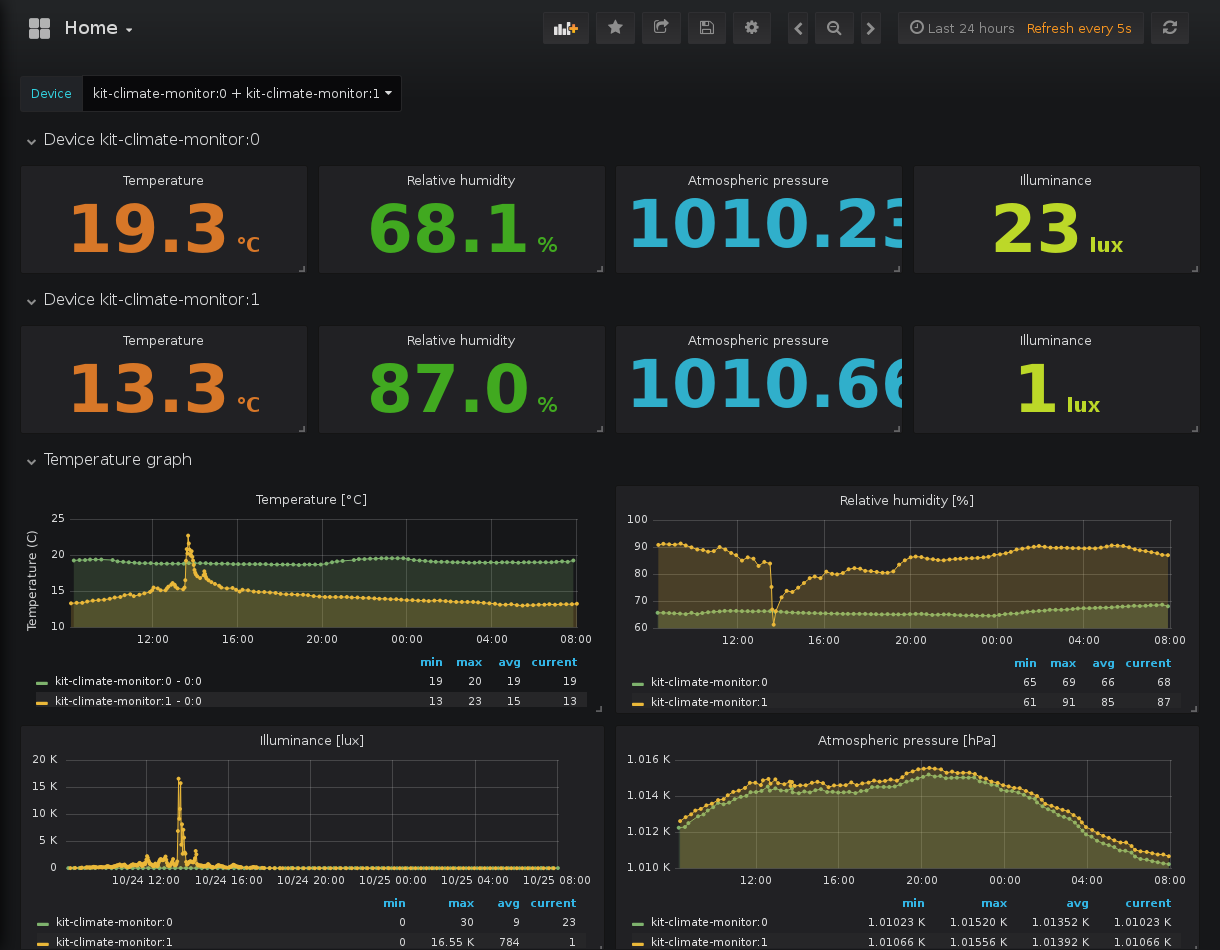 Home
Last 24 hours Refresh every 5s
Device kit-climate-monitor:0 + kit-climate-monitor:1
Device kit-climate-monitor:0
Temperature Relative humidity Atmospheric pressure Illuminance
19.3 °C 68.1 % 1010.23 23 lux
Device kit-climate-monitor:1
Temperature Relative humidity Atmospheric pressure Illuminance
13.3 °C 87.0 % 1010.66 1 lux
Temperature graph
Temperature [°C]
Temperature (C)
25
20
15
10
12:00 16:00 20:00 00:00 04:00 08:00
min max avg current
kit-climate-monitor:0 - 0:0 19 20 19 19
kit-climate-monitor:1 - 0:0 13 23 15 13
Relative humidity [%]
100
90
80
70
60
12:00 16:00 20:00 00:00 04:00 08:00
min max avg current
kit-climate-monitor:0 65 69 66 68
kit-climate-monitor:1 61 91 85 87
Illuminance [lux]
20 K
15 K
10 K
5 K
0
10/24 12:00 10/24 16:00 10/24 20:00 10/25 00:00 10/25 04:00 10/25 08:00
min max avg current
kit-climate-monitor:0 0 30 9 23
kit-climate-monitor:1 0 16.55 K 784 1
Atmospheric pressure [hPa]
1.016 K
1.014 K
1.012 K
1.010 K
12:00 16:00 20:00 00:00 04:00 08:00
min max avg current
kit-climate-monitor:0 1.01023 K 1.01520 K 1.01352 K 1.01023 K
kit-climate-monitor:1 1.01066 K 1.01556 K 1.01392 K 1.01066 K